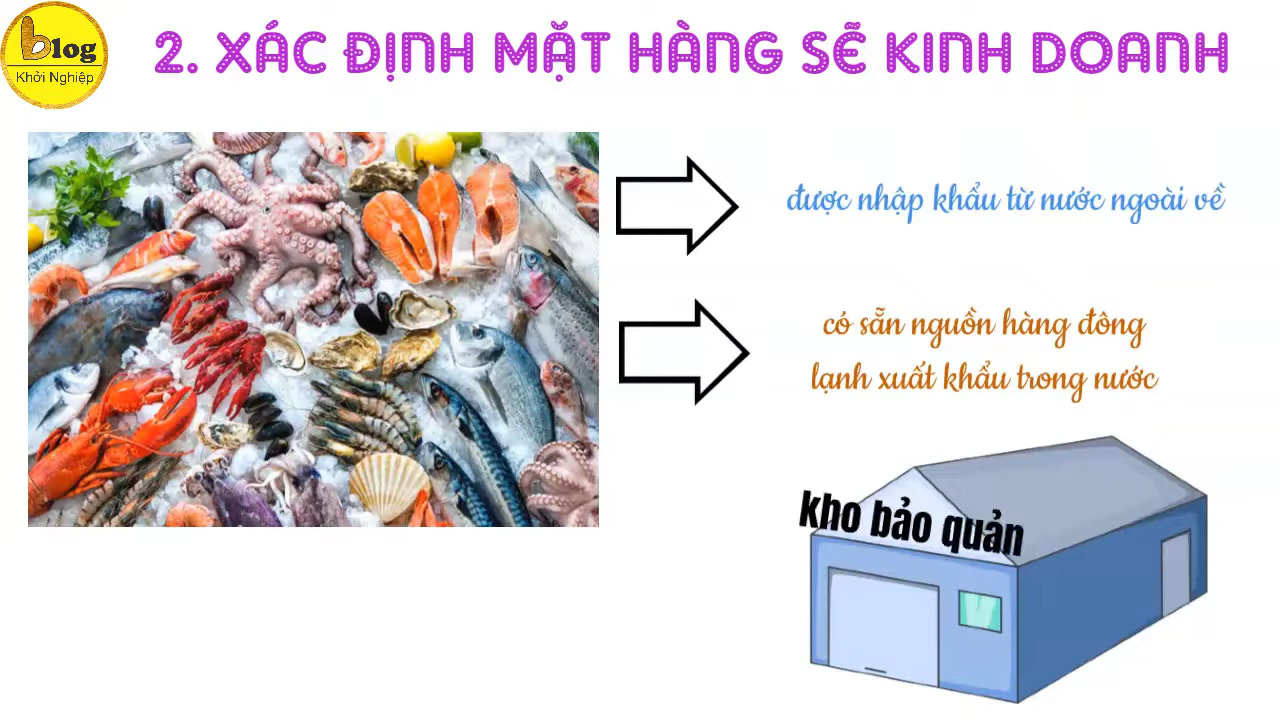 blog
Khởi Nghiệp
2. XÁC ĐỊNH MẶT HÀNG SẼ KINH DOANH
được nhập khẩu từ nước ngoài về
có sẵn nguồn hàng đông
lạnh xuất khẩu trong nước
kho bảo quản